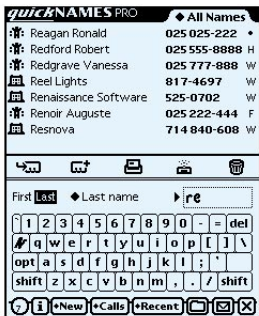 quickNAMES PRO ◆ All Names
Reagan Ronald 025 025-222 •
Redford Robert 025 555-8888 H
Redgrave Vanessa 025 777-888 W
Reel Lights 817-4697 W
Renaissance Software 525-0702 W
Renoir Auguste 025 222-444 F
Resnova 714 840-608 W
First Last ◆ Last name ▶ re
` 1 2 3 4 5 6 7 8 9 0 - = del
q w e r t y u i o p [ ] \
opt a s d f g h j k l ; '
shift z x c v b n m , . / shift
◆New ◆Calls ◆Recent X